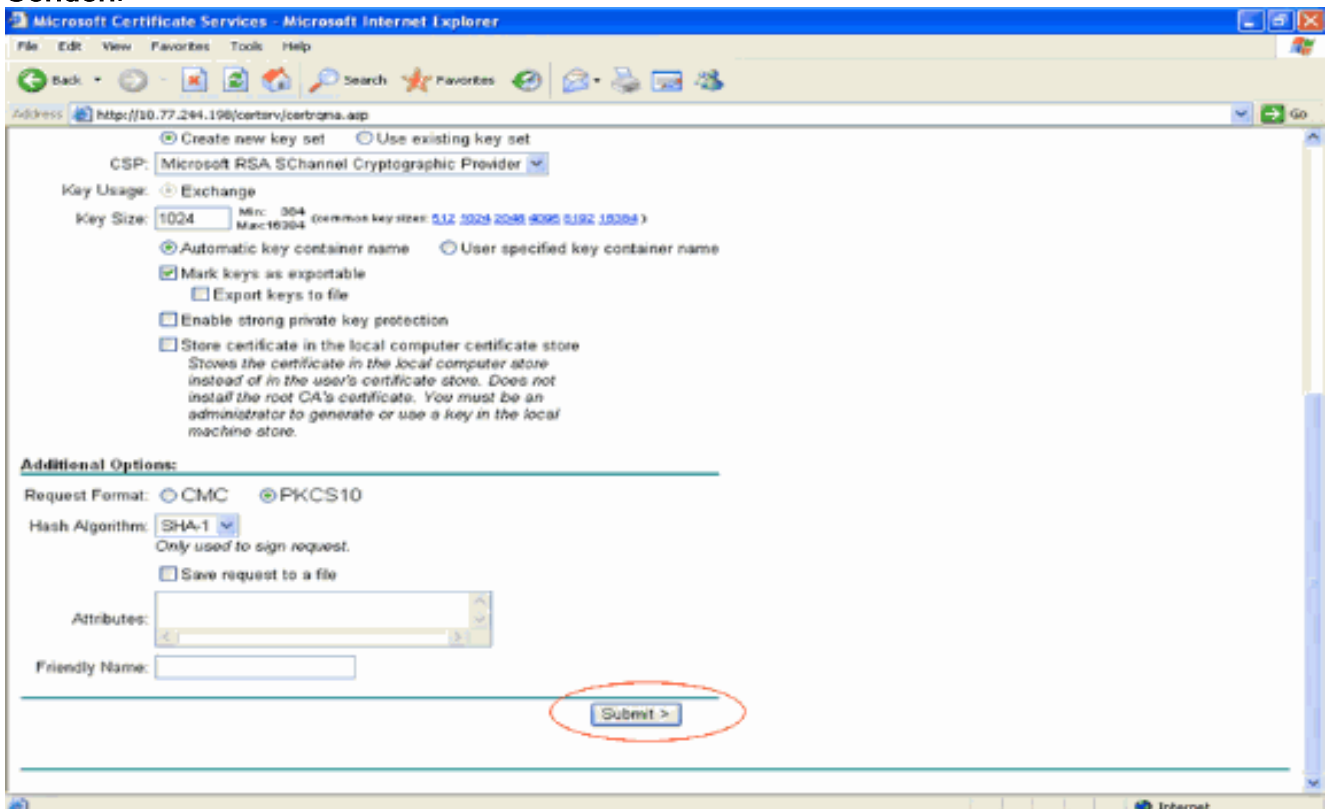 Senden.
Microsoft Certificate Services - Microsoft Internet Explorer
File Edit View Favorites Tools Help
Back Search Favorites
Address http://10.77.244.198/certsrv/certrqma.asp Go
Create new key set Use existing key set
CSP: Microsoft RSA SChannel Cryptographic Provider
Key Usage: Exchange
Key Size: 1024 Min: 384 Max:16384 (common key sizes: 512 1024 2048 4096 8192 16384 )
Automatic key container name User specified key container name
Mark keys as exportable
Export keys to file
Enable strong private key protection
Store certificate in the local computer certificate store
Stores the certificate in the local computer store
instead of in the user's certificate store. Does not
install the root CA's certificate. You must be an
administrator to generate or use a key in the local
machine store.
Additional Options:
Request Format: CMC PKCS10
Hash Algorithm: SHA-1
Only used to sign request.
Save request to a file
Attributes:
Friendly Name:
Submit >
Internet